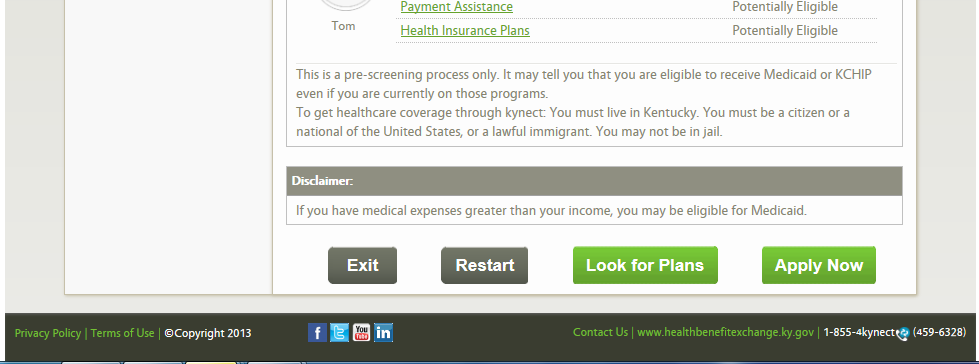 Payment Assistance Potentially Eligible
Tom
Health Insurance Plans Potentially Eligible
This is a pre-screening process only. It may tell you that you are eligible to receive Medicaid or KCHIP
even if you are currently on those programs.
To get healthcare coverage through kynect: You must live in Kentucky. You must be a citizen or a
national of the United States, or a lawful immigrant. You may not be in jail.
Disclaimer:
If you have medical expenses greater than your income, you may be eligible for Medicaid.
Exit Restart Look for Plans Apply Now
Privacy Policy | Terms of Use | ©Copyright 2013 f t You Tube in Contact Us | www.healthbenefitexchange.ky.gov | 1-855-4kynect (459-6328)